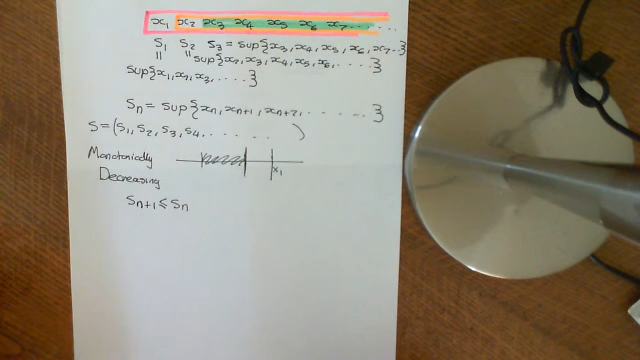 x₁ x₂ x₃ x₄ x₅ x₆ x₇ . . . . .
S₁ S₂ S₃ = sup{x₃, x₄, x₅, x₆, x₇ . . }
" " sup{x₂, x₃, x₄, x₅, x₆, . . . . }
sup{x₁, x₂, x₃, . . . . . }
Sn = sup{xn, xn+1, xn+2, . . . . . . }
S = (S₁, S₂, S₃, S₄, . . . . . . )
Monotonically
x₁
Decreasing
Sn+1 ≤ Sn